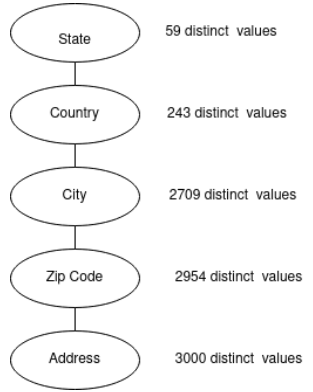 State 59 distinct values
Country 243 distinct values
City 2709 distinct values
Zip Code 2954 distinct values
Address 3000 distinct values